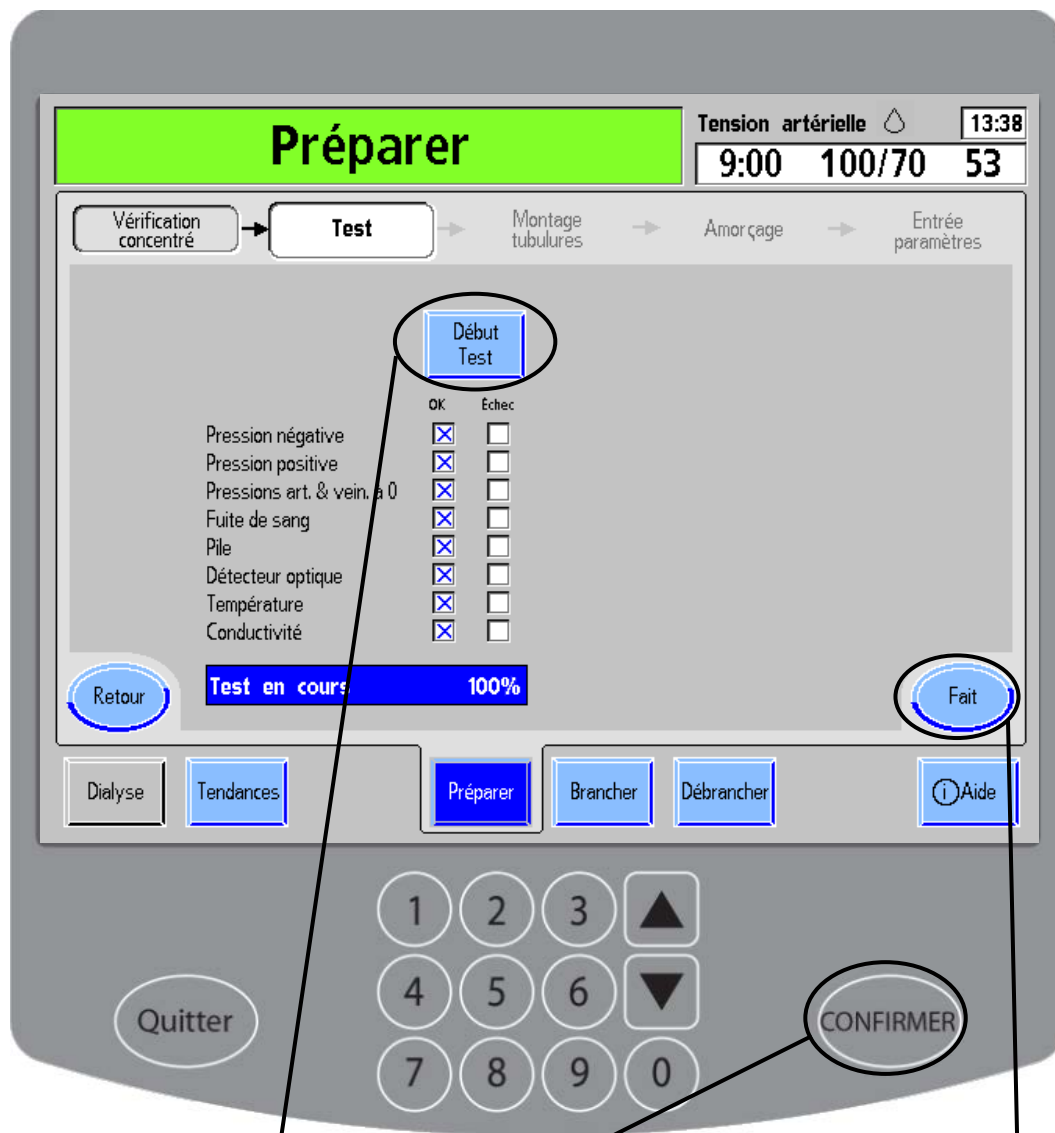 Préparer
Tension artérielle
13:38
9:00 100/70 53
Vérification
concentré
Test
Montage
tubulures
Amorçage
Entrée
paramètres
Début
Test
OK Échec
Pression négative
Pression positive
Pressions art. & vein. à 0
Fuite de sang
Pile
Détecteur optique
Température
Conductivité
Retour
Test en cours 100%
Fait
Dialyse
Tendances
Préparer
Brancher
Débrancher
i Aide
1 2 3
4 5 6
Quitter
CONFIRMER
7 8 9 0